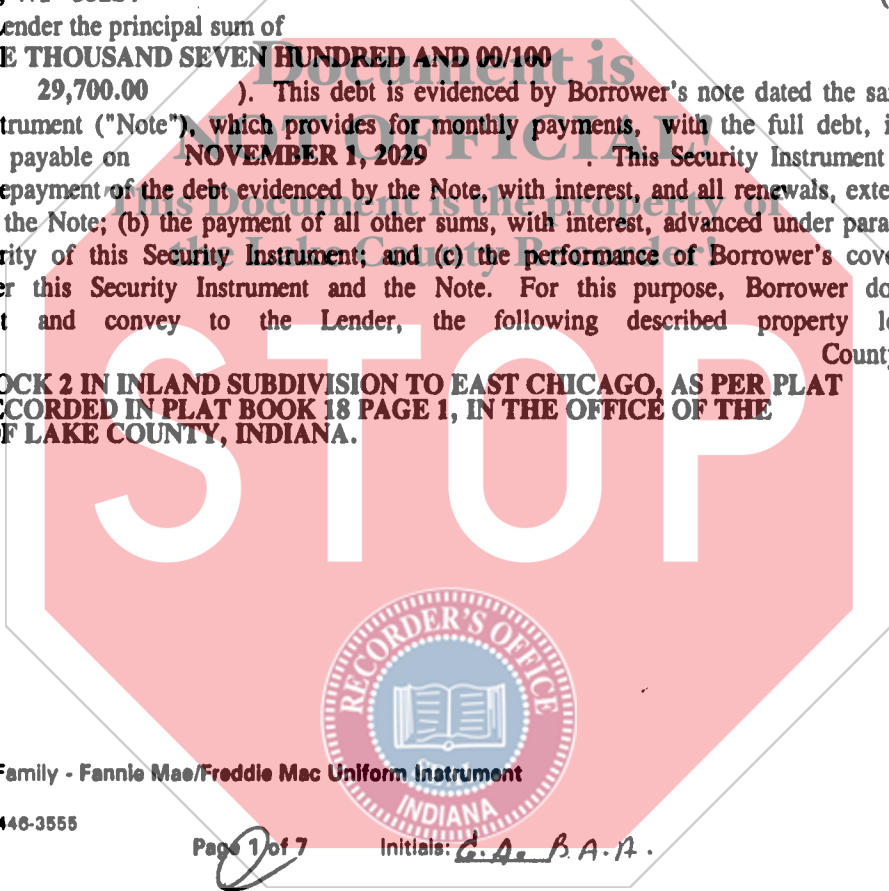 ender the principal sum of
E THOUSAND SEVEN HUNDRED AND 00/100
29,700.00 ). This debt is evidenced by Borrower's note dated the sa
trument ("Note"), which provides for monthly payments, with the full debt, i
payable on NOVEMBER 1, 2029 . This Security Instrument
epayment of the debt evidenced by the Note, with interest, and all renewals, exte
the Note; (b) the payment of all other sums, with interest, advanced under para
rity of this Security Instrument; and (c) the performance of Borrower's cove
er this Security Instrument and the Note. For this purpose, Borrower do
t and convey to the Lender, the following described property l
County
OCK 2 IN INLAND SUBDIVISION TO EAST CHICAGO, AS PER PLAT
ECORDED IN PLAT BOOK 18 PAGE 1, IN THE OFFICE OF THE
F LAKE COUNTY, INDIANA.
Document is
NOT OFFICIAL!
This Document is the property of
the Lake County Recorder!
STOP
RECORDER'S OFFICE
INDIANA
Family - Fannie Mae/Freddie Mac Uniform Instrument
446-3555
Page 1 of 7 Initials: B.A.A.